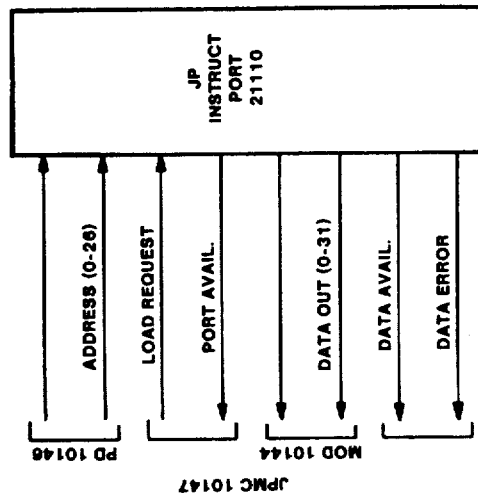 JP
INSTRUCT
PORT
21110
ADDRESS (0-26)
LOAD REQUEST
PORT AVAIL.
DATA OUT (0-31)
DATA AVAIL.
DATA ERROR
PD 10146
MOD 10144
JPMC 10147